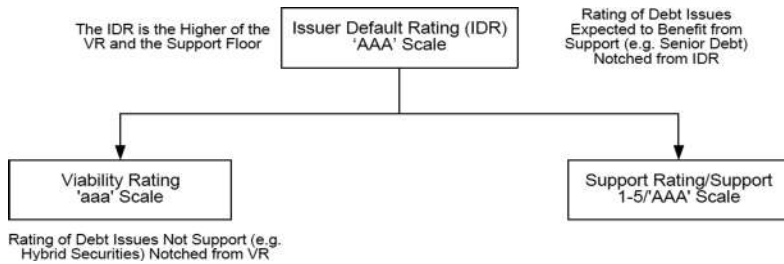 The IDR is the Higher of the
VR and the Support Floor
Issuer Default Rating (IDR)
‘AAA’ Scale
Rating of Debt Issues
Expected to Benefit from
Support (e.g. Senior Debt)
Notched from IDR
Viability Rating
'aaa' Scale
Support Rating/Support
1-5/'AAA' Scale
Rating of Debt Issues Not Support (e.g.
Hybrid Securities) Notched from VR